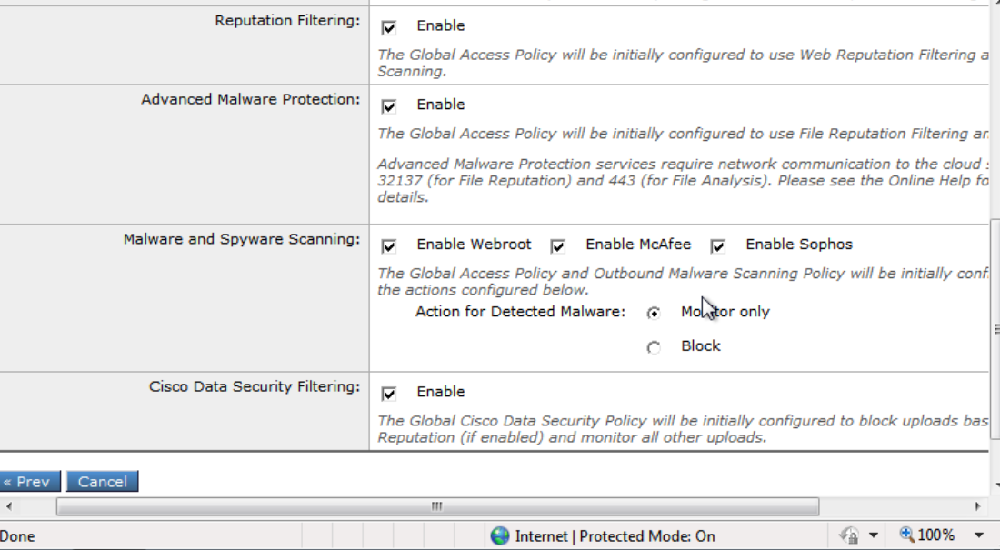 Reputation Filtering:
Enable
The Global Access Policy will be initially configured to use Web Reputation Filtering a
Scanning.
Advanced Malware Protection:
Enable
The Global Access Policy will be initially configured to use File Reputation Filtering an
Advanced Malware Protection services require network communication to the cloud
32137 (for File Reputation) and 443 (for File Analysis). Please see the Online Help fo
details.
Malware and Spyware Scanning:
Enable Webroot Enable McAfee Enable Sophos
The Global Access Policy and Outbound Malware Scanning Policy will be initially conf
the actions configured below.
Action for Detected Malware: Monitor only
Block
Cisco Data Security Filtering:
Enable
The Global Cisco Data Security Policy will be initially configured to block uploads bas
Reputation (if enabled) and monitor all other uploads.
« Prev Cancel
Done Internet | Protected Mode: On 100%